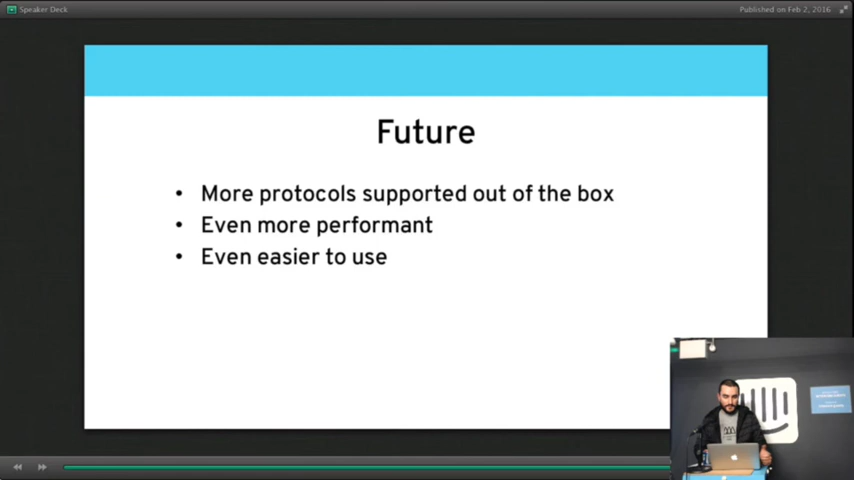 Speaker Deck
Published on Feb 2, 2016
Future
• More protocols supported out of the box
• Even more performant
• Even easier to use